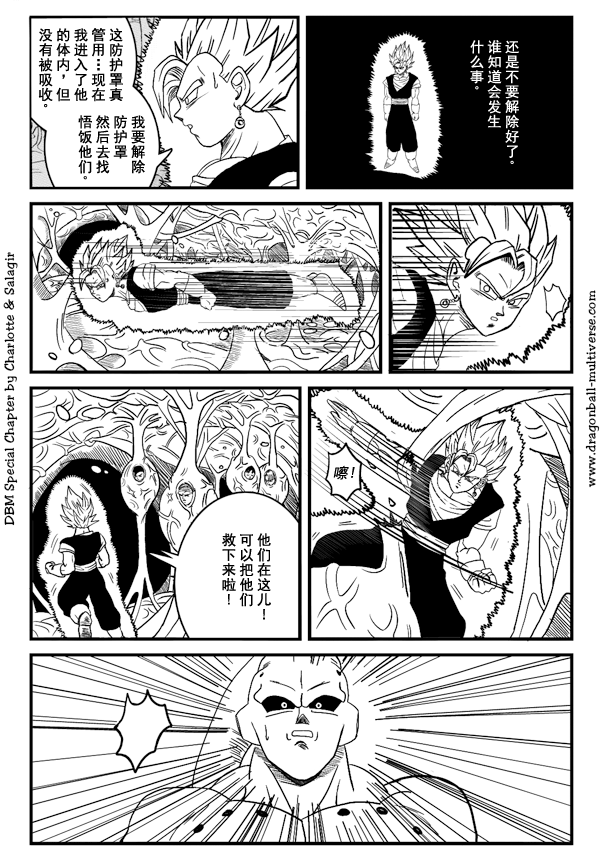 这防护罩真
管用…现在
我进入了他
的体内，但
没有被
吸收。
我要解除
防护罩
然后去找
悟饭他们。
还是不要解除好了。
谁知道会发生
什么事。
嚓！
他们在这儿！
可以把他们
救下来啦！
DBM Special Chapter by Charlotte & Salagir
www.dragonball-multiverse.com